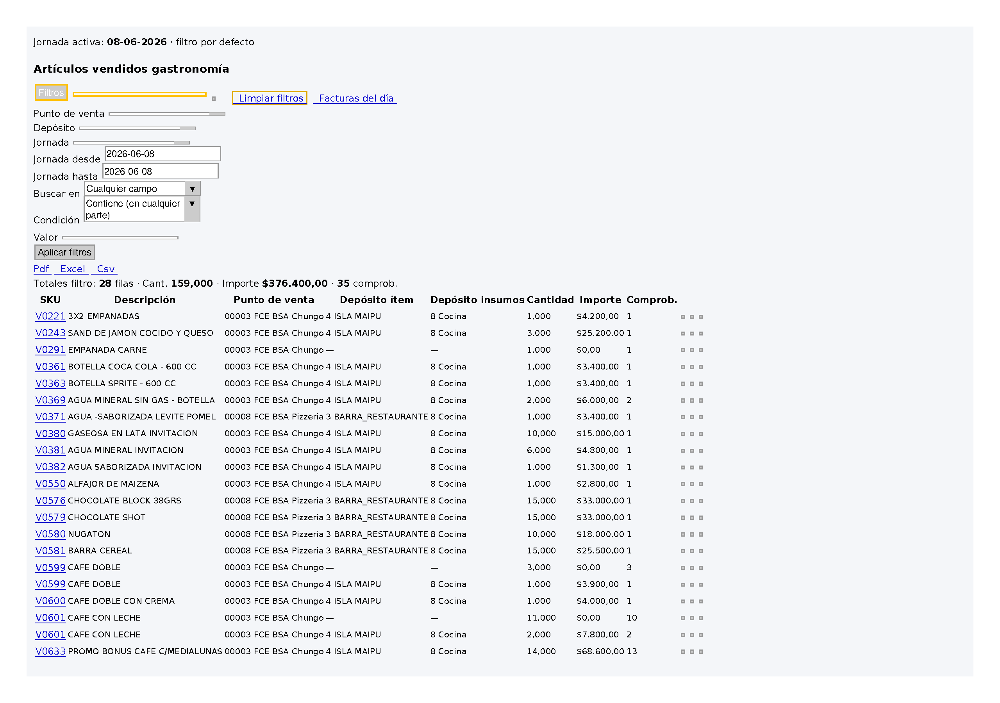 Jornada activa: 08-06-2026 · filtro por defecto
Artículos vendidos gastronomía
Filtros Limpiar filtros Facturas del día
Punto de venta
Depósito
Jornada
Jornada desde 2026-06-08
Jornada hasta 2026-06-08
Buscar en Cualquier campo ▼
Condición Contiene (en cualquier parte) ▼
Valor
Aplicar filtros
Pdf Excel Csv
Totales filtro: 28 filas · Cant. 159,000 · Importe $376.400,00 · 35 comprob.
SKU Descripción Punto de venta Depósito ítem Depósito insumos Cantidad Importe Comprob.
V0221 3X2 EMPANADAS 00003 FCE BSA Chungo 4 ISLA MAIPU 8 Cocina 1,000 $4.200,00 1
V0243 SAND DE JAMON COCIDO Y QUESO 00003 FCE BSA Chungo 4 ISLA MAIPU 8 Cocina 3,000 $25.200,00 1
V0291 EMPANADA CARNE 00003 FCE BSA Chungo — — 1,000 $0,00 1
V0361 BOTELLA COCA COLA - 600 CC 00003 FCE BSA Chungo 4 ISLA MAIPU 8 Cocina 1,000 $3.400,00 1
V0363 BOTELLA SPRITE - 600 CC 00003 FCE BSA Chungo 4 ISLA MAIPU 8 Cocina 1,000 $3.400,00 1
V0369 AGUA MINERAL SIN GAS - BOTELLA 00003 FCE BSA Chungo 4 ISLA MAIPU 8 Cocina 2,000 $6.000,00 2
V0371 AGUA -SABORIZADA LEVITE POMEL 00008 FCE BSA Pizzeria 3 BARRA_RESTAURANTE 8 Cocina 1,000 $3.400,00 1
V0380 GASEOSA EN LATA INVITACION 00003 FCE BSA Chungo 4 ISLA MAIPU 8 Cocina 10,000 $15.000,00 1
V0381 AGUA MINERAL INVITACION 00003 FCE BSA Chungo 4 ISLA MAIPU 8 Cocina 6,000 $4.800,00 1
V0382 AGUA SABORIZADA INVITACION 00003 FCE BSA Chungo 4 ISLA MAIPU 8 Cocina 1,000 $1.300,00 1
V0550 ALFAJOR DE MAIZENA 00003 FCE BSA Chungo 4 ISLA MAIPU 8 Cocina 1,000 $2.800,00 1
V0576 CHOCOLATE BLOCK 38GRS 00008 FCE BSA Pizzeria 3 BARRA_RESTAURANTE 8 Cocina 15,000 $33.000,00 1
V0579 CHOCOLATE SHOT 00008 FCE BSA Pizzeria 3 BARRA_RESTAURANTE 8 Cocina 15,000 $33.000,00 1
V0580 NUGATON 00008 FCE BSA Pizzeria 3 BARRA_RESTAURANTE 8 Cocina 10,000 $18.000,00 1
V0581 BARRA CEREAL 00008 FCE BSA Pizzeria 3 BARRA_RESTAURANTE 8 Cocina 15,000 $25.500,00 1
V0599 CAFE DOBLE 00003 FCE BSA Chungo — — 3,000 $0,00 3
V0599 CAFE DOBLE 00003 FCE BSA Chungo 4 ISLA MAIPU 8 Cocina 1,000 $3.900,00 1
V0600 CAFE DOBLE CON CREMA 00003 FCE BSA Chungo 4 ISLA MAIPU 8 Cocina 1,000 $4.000,00 1
V0601 CAFE CON LECHE 00003 FCE BSA Chungo — — 11,000 $0,00 10
V0601 CAFE CON LECHE 00003 FCE BSA Chungo 4 ISLA MAIPU 8 Cocina 2,000 $7.800,00 2
V0633 PROMO BONUS CAFE C/MEDIALUNAS 00003 FCE BSA Chungo 4 ISLA MAIPU 8 Cocina 14,000 $68.600,00 13